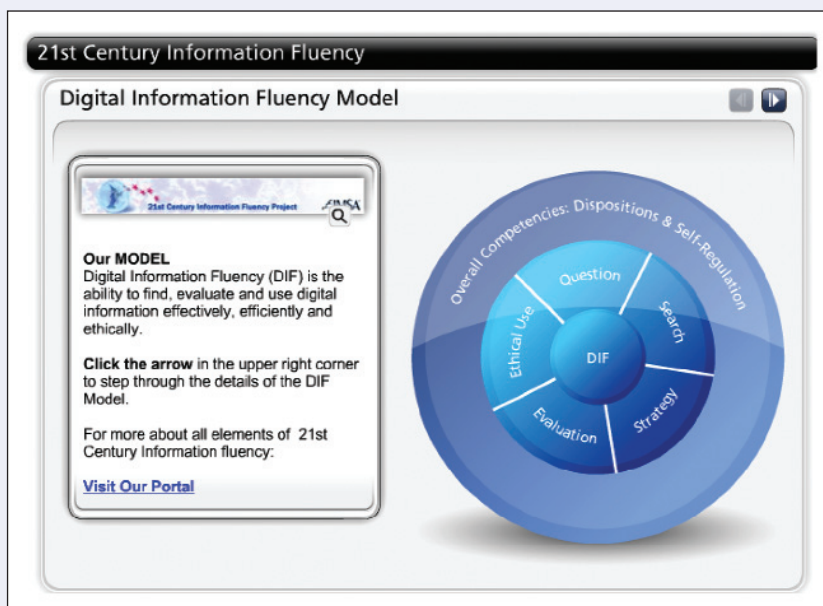 21st Century Information Fluency
Digital Information Fluency Model
21st Century Information Fluency Project
IMSA
Our MODEL
Digital Information Fluency (DIF) is the
ability to find, evaluate and use digital
information effectively, efficiently and
ethically.
Click the arrow in the upper right corner
to step through the details of the DIF
Model.
For more about all elements of 21st
Century Information fluency:
Visit Our Portal
Overall Competencies: Dispositions & Self-Regulation
Question
Search
Strategy
Evaluation
Ethical Use
DIF